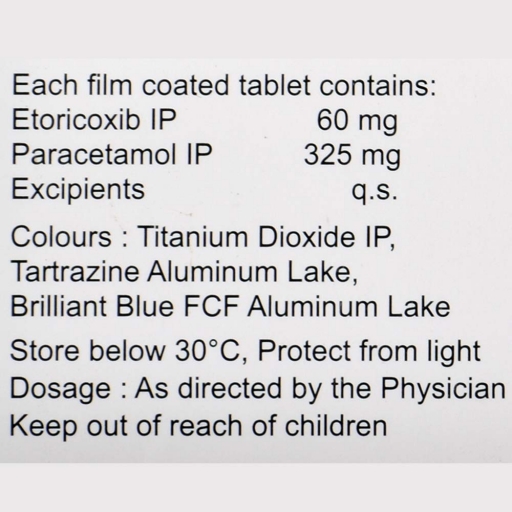 Each film coated tablet contains:
Etoricoxib IP 60 mg
Paracetamol IP 325 mg
Excipients q.s.
Colours : Titanium Dioxide IP,
Tartrazine Aluminum Lake,
Brilliant Blue FCF Aluminum Lake
Store below 30°C, Protect from light
Dosage : As directed by the Physician
Keep out of reach of children